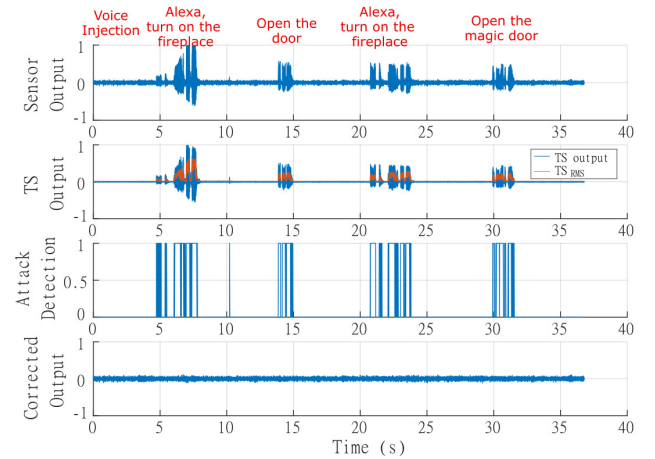 Voice
Injection
Alexa,
turn on the
fireplace
Open the
door
Alexa,
turn on the
fireplace
Open the
magic door
Sensor
Output
1
0
-1
0 5 10 15 20 25 30 35 40
TS
Output
1
0
-1
TS output
TS RMS
0 5 10 15 20 25 30 35 40
Attack
Detection
1
0.5
0
0 5 10 15 20 25 30 35 40
Corrected
Output
1
0
-1
0 5 10 15 20 25 30 35 40
Time (s)